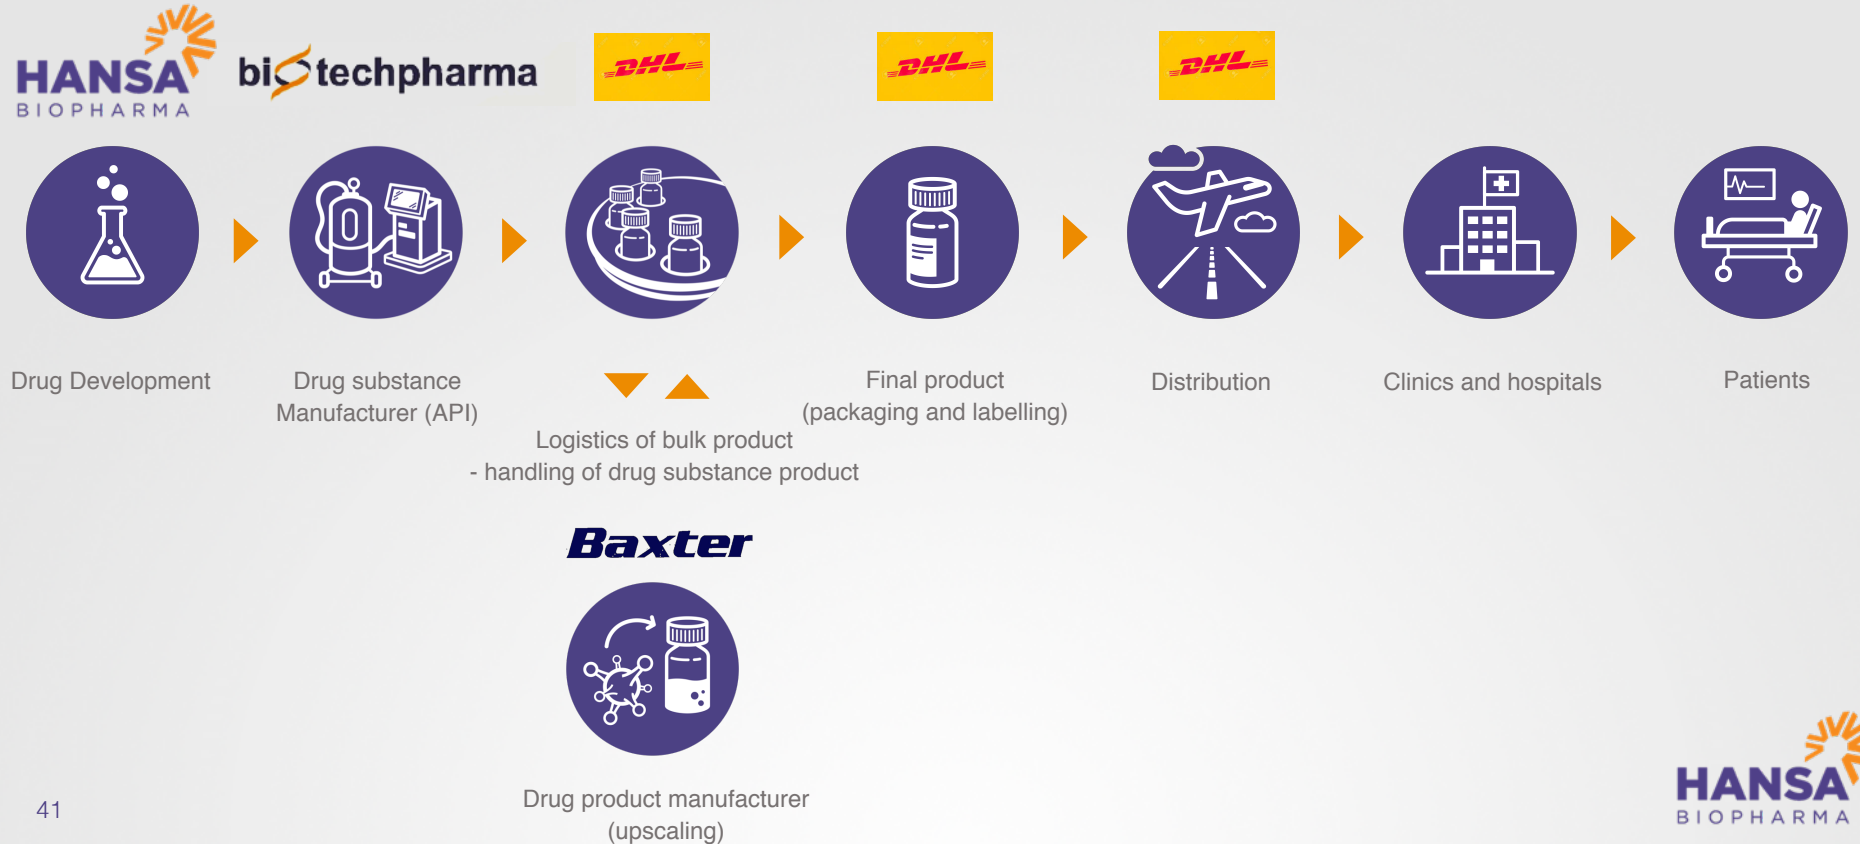 HANSA
BIOPHARMA
biotechpharma
DHL
DHL
DHL
Drug Development
Drug substance
Manufacturer (API)
Logistics of bulk product
- handling of drug substance product
Final product
(packaging and labelling)
Distribution
Clinics and hospitals
Patients
Baxter
Drug product manufacturer
(upscaling)
41
HANSA
BIOPHARMA